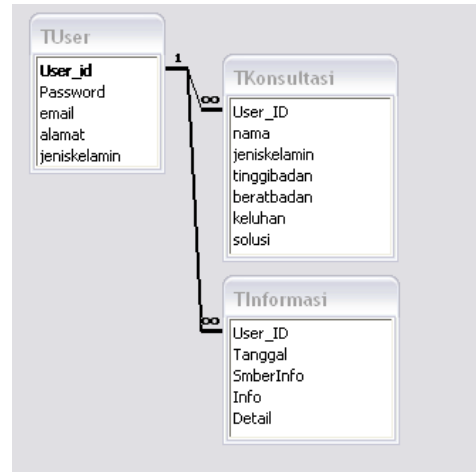 TUser
User_id
Password
email
alamat
jeniskelamin
1
∞
TKonsultasi
User_ID
nama
jeniskelamin
tinggibadan
beratbadan
keluhan
solusi
∞
TInformasi
User_ID
Tanggal
SmberInfo
Info
Detail